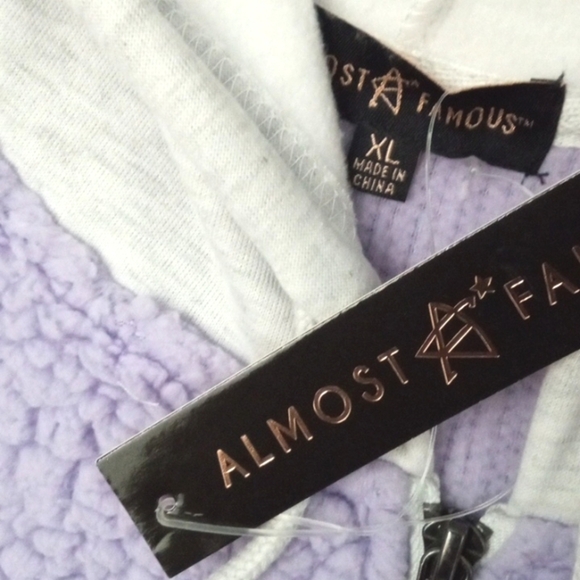 OST FAMOUS™
XL
MADE IN
CHINA
ALMOST FA